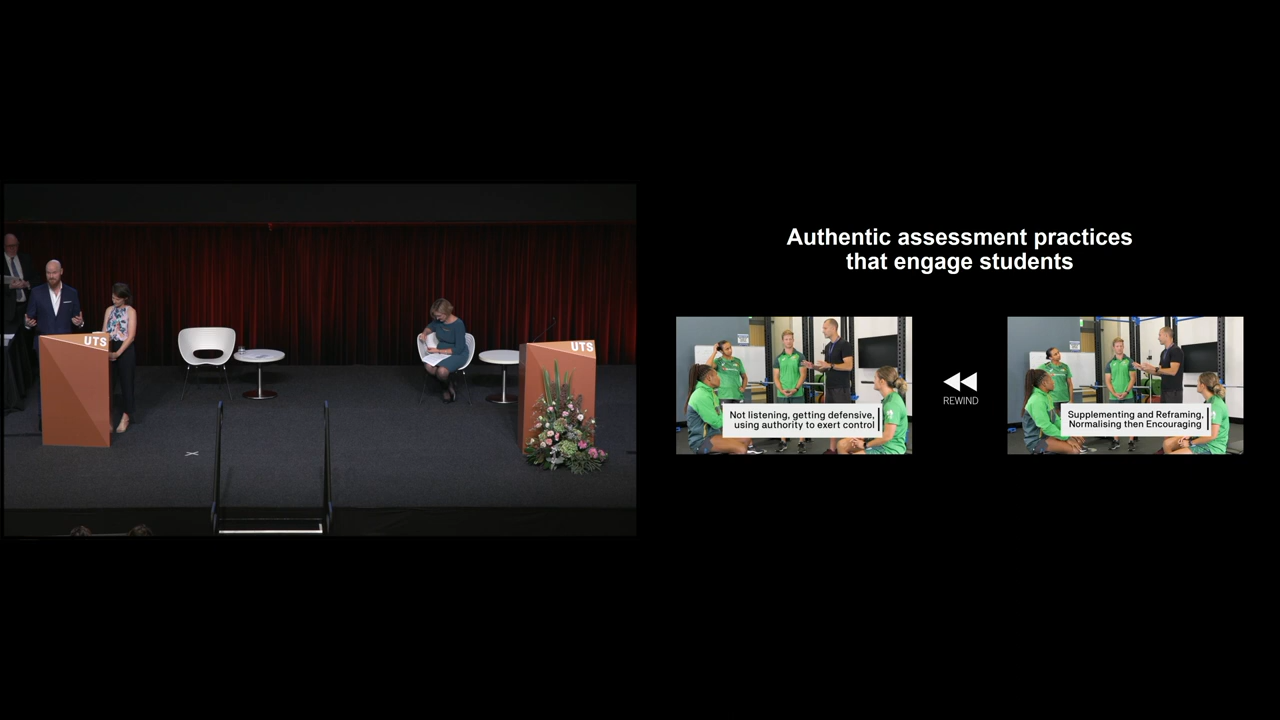 UTS
UTS
Authentic assessment practices
that engage students
Not listening, getting defensive,
using authority to exert control
REWIND
Supplementing and Reframing,
Normalising then Encouraging